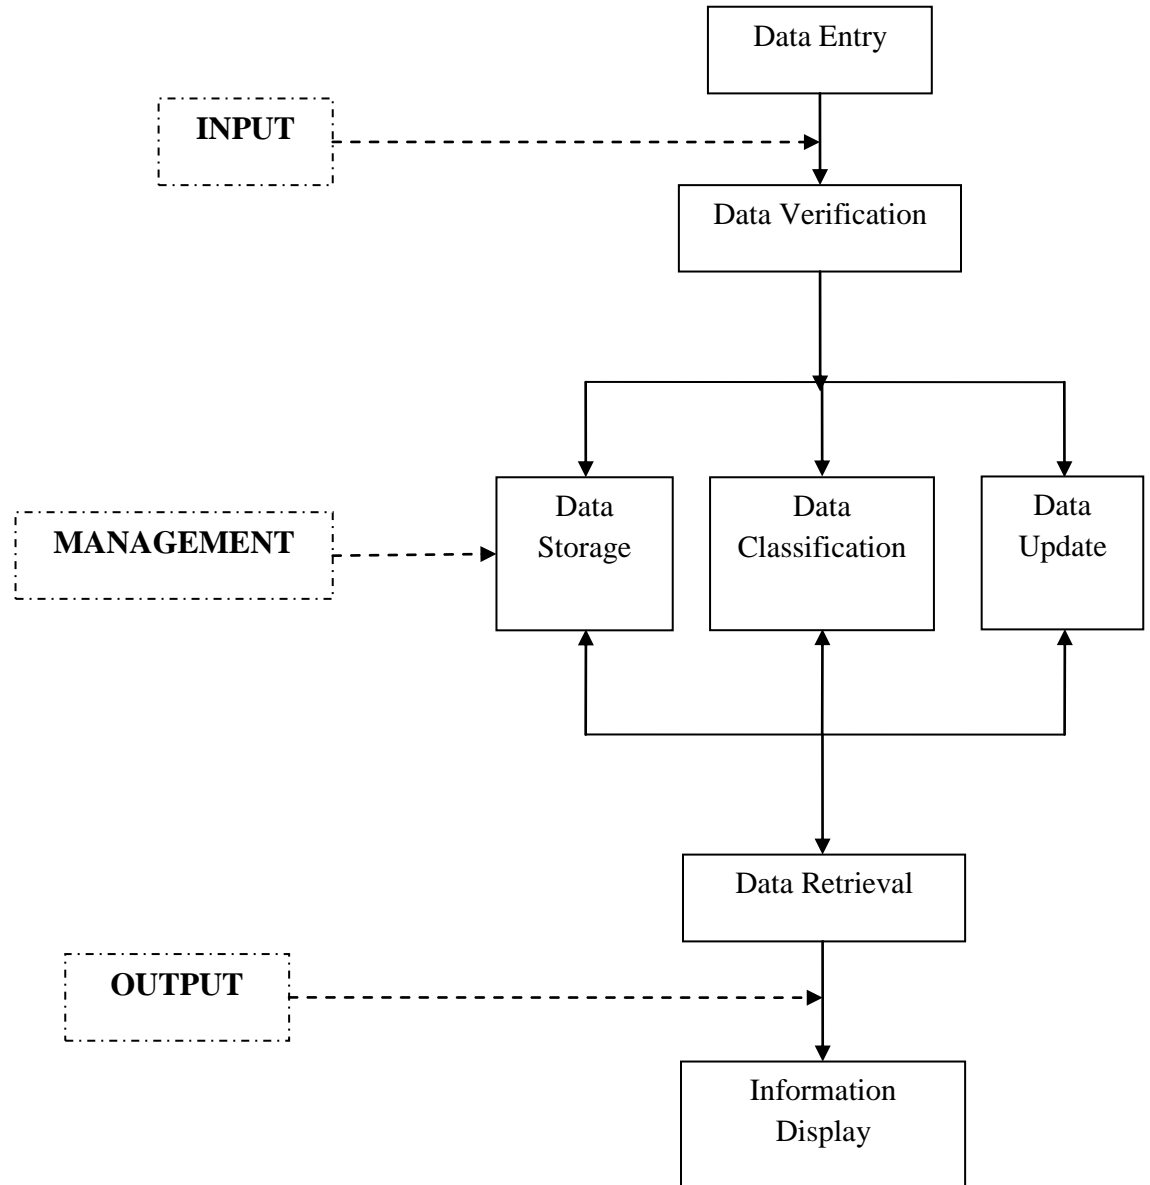 Data Entry
INPUT
Data Verification
Data
Storage
Data
Classification
Data
Update
MANAGEMENT
Data Retrieval
OUTPUT
Information
Display